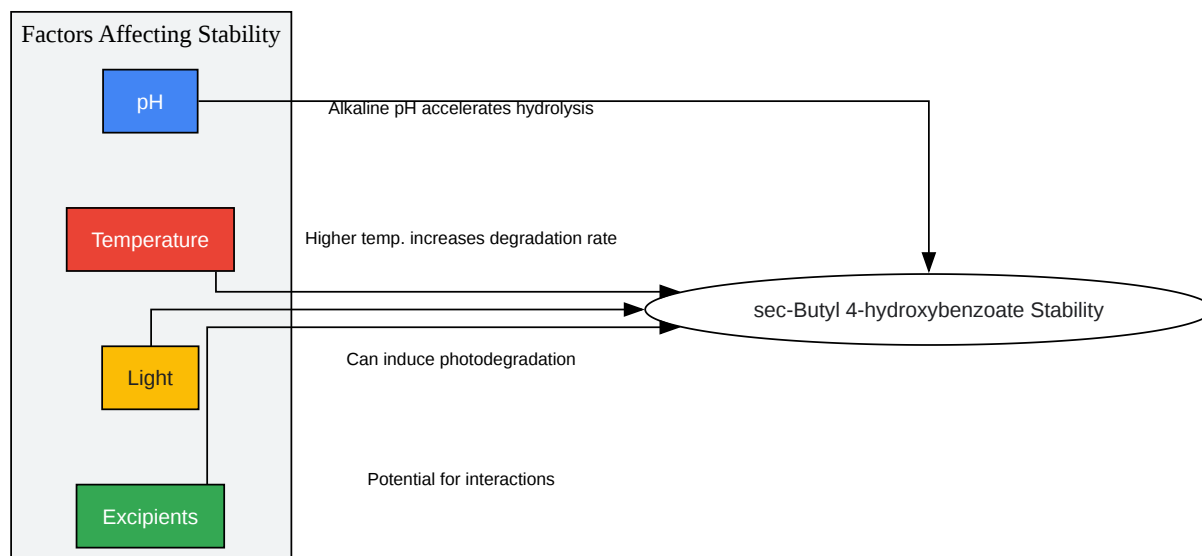 Factors Affecting Stability
pH
Alkaline pH accelerates hydrolysis
Temperature
Higher temp. increases degradation rate
sec-Butyl 4-hydroxybenzoate Stability
Light
Can induce photodegradation
Excipients
Potential for interactions